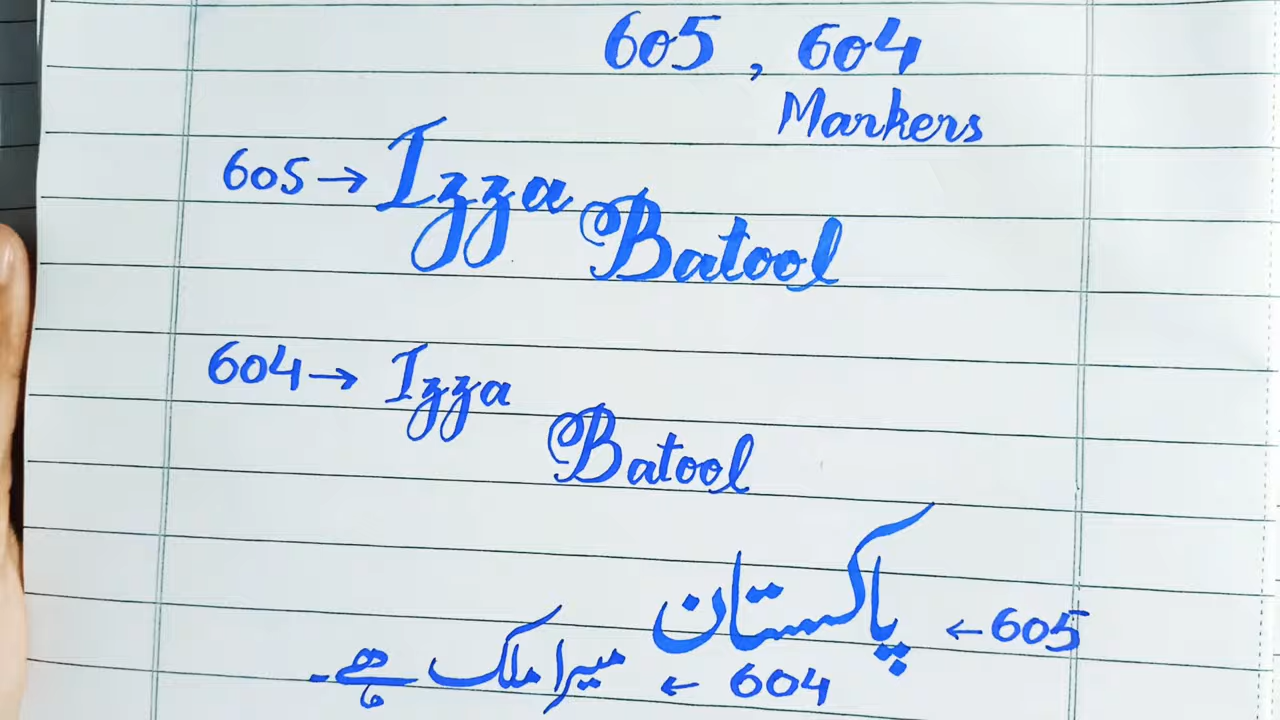 605 , 604
Markers
605 → Izza
Batool
604 → Izza
Batool
پاکستان ← 605
میرا ملک ہے۔ ← 604